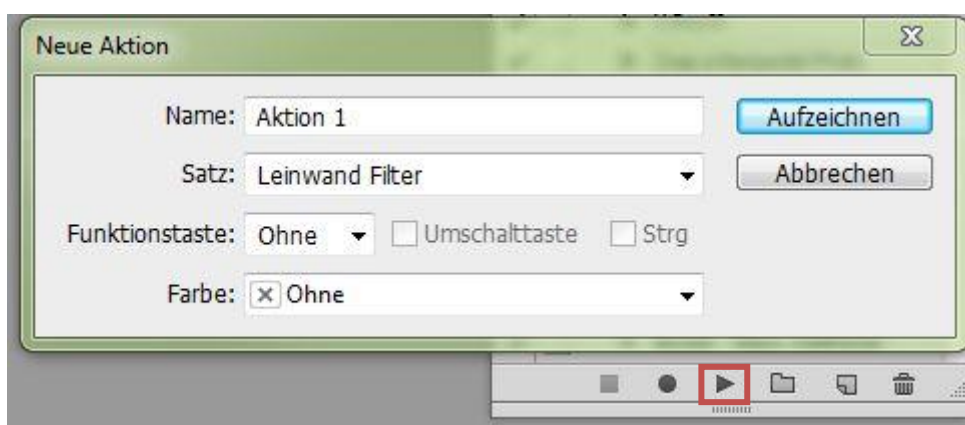 Neue Aktion
Name: Aktion 1
Aufzeichnen
Satz: Leinwand Filter
Abbrechen
Funktionstaste: Ohne Umschalttaste Strg
Farbe: Ohne